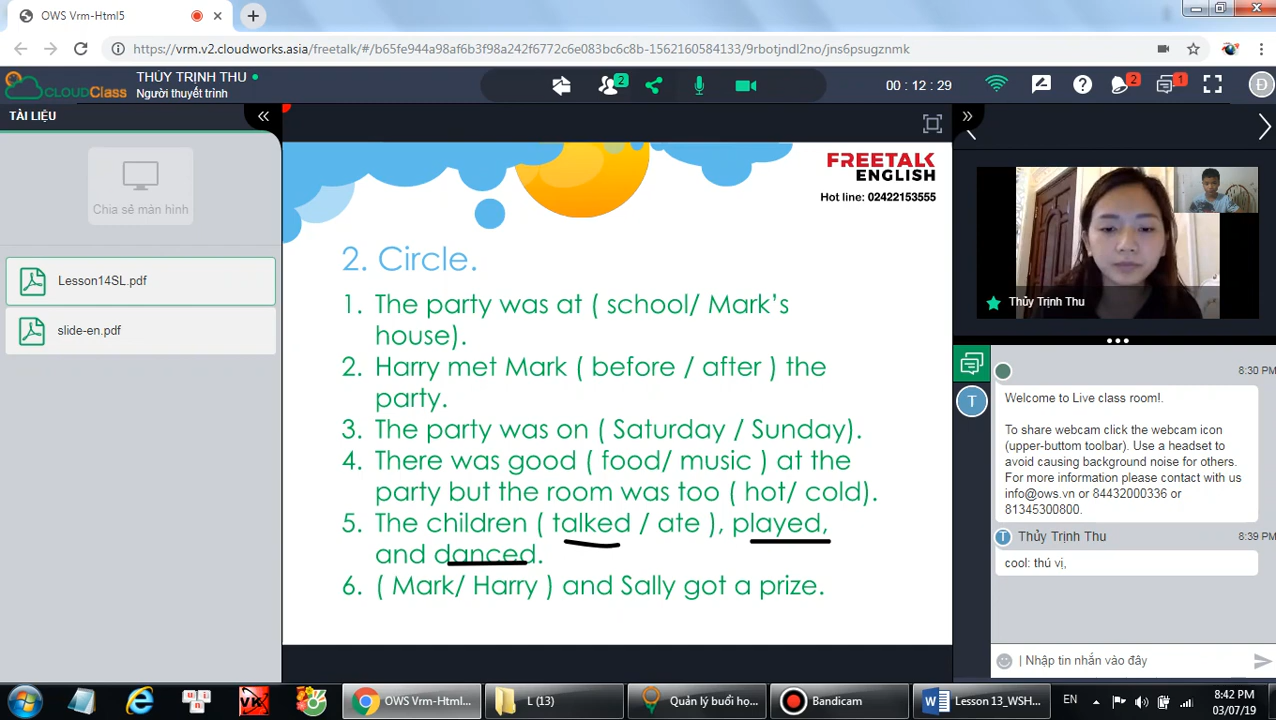 OWS Vrm-Html5
https://vrm.v2.cloudworks.asia/freetalk/#/b65fe944a98af6b3f98a242f6772c6e083bc6c8b-1562160584133/9rbotjndl2no/jns6psugznmk
CLOUDClass
THÙY TRỊNH THU
Người thuyết trình
2
00 : 12 : 29
2
1
Đ
TÀI LIỆU
Chia sẻ màn hình
Lesson14SL.pdf
slide-en.pdf
FREETALK
ENGLISH
Hot line: 02422153555
2. Circle.
1. The party was at ( school/ Mark's
house).
2. Harry met Mark ( before / after ) the
party.
3. The party was on ( Saturday / Sunday).
4. There was good ( food/ music ) at the
party but the room was too ( hot/ cold).
5. The children ( talked / ate ), played,
and danced.
6. ( Mark/ Harry ) and Sally got a prize.
Thủy Trịnh Thu
8:30 PM
Welcome to Live class room!.
To share webcam click the webcam icon
(upper-buttom toolbar). Use a headset to
avoid causing background noise for others.
For more information please contact with us
info@ows.vn or 84432000336 or
81345300800.
T
T Thủy Trịnh Thu 8:39 PM
cool: thú vị,
Nhập tin nhắn vào đây
OWS Vrm-Html...
L (13)
Quản lý buổi họ...
Bandicam
Lesson 13_WSH...
EN
8:42 PM
03/07/19